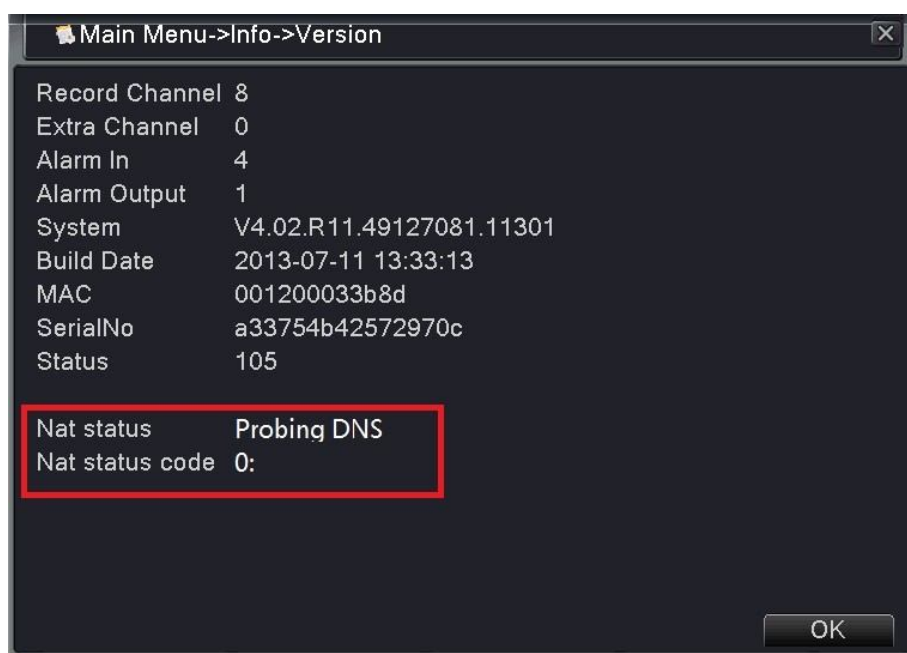 Main Menu->Info->Version
Record Channel 8
Extra Channel 0
Alarm In 4
Alarm Output 1
System V4.02.R11.49127081.11301
Build Date 2013-07-11 13:33:13
MAC 001200033b8d
SerialNo a33754b42572970c
Status 105
Nat status Probing DNS
Nat status code 0:
OK